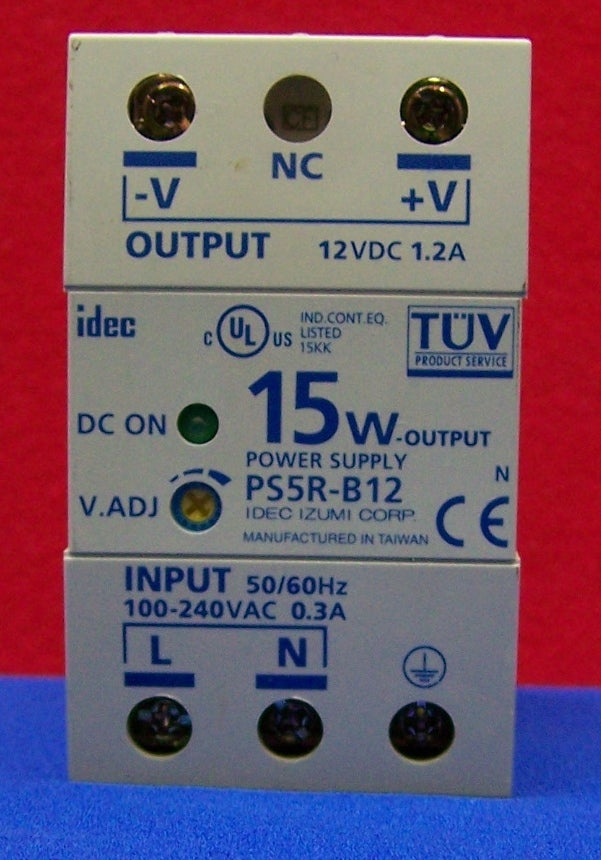 NC
-V +V
OUTPUT 12VDC 1.2A
idec
C UL US
IND.CONT.EQ.
LISTED
15KK
TÜV
PRODUCT SERVICE
DC ON
15W-OUTPUT
POWER SUPPLY
PS5R-B12
N
V.ADJ
IDEC IZUMI CORP.
CE
MANUFACTURED IN TAIWAN
INPUT 50/60Hz
100-240VAC 0.3A
L N